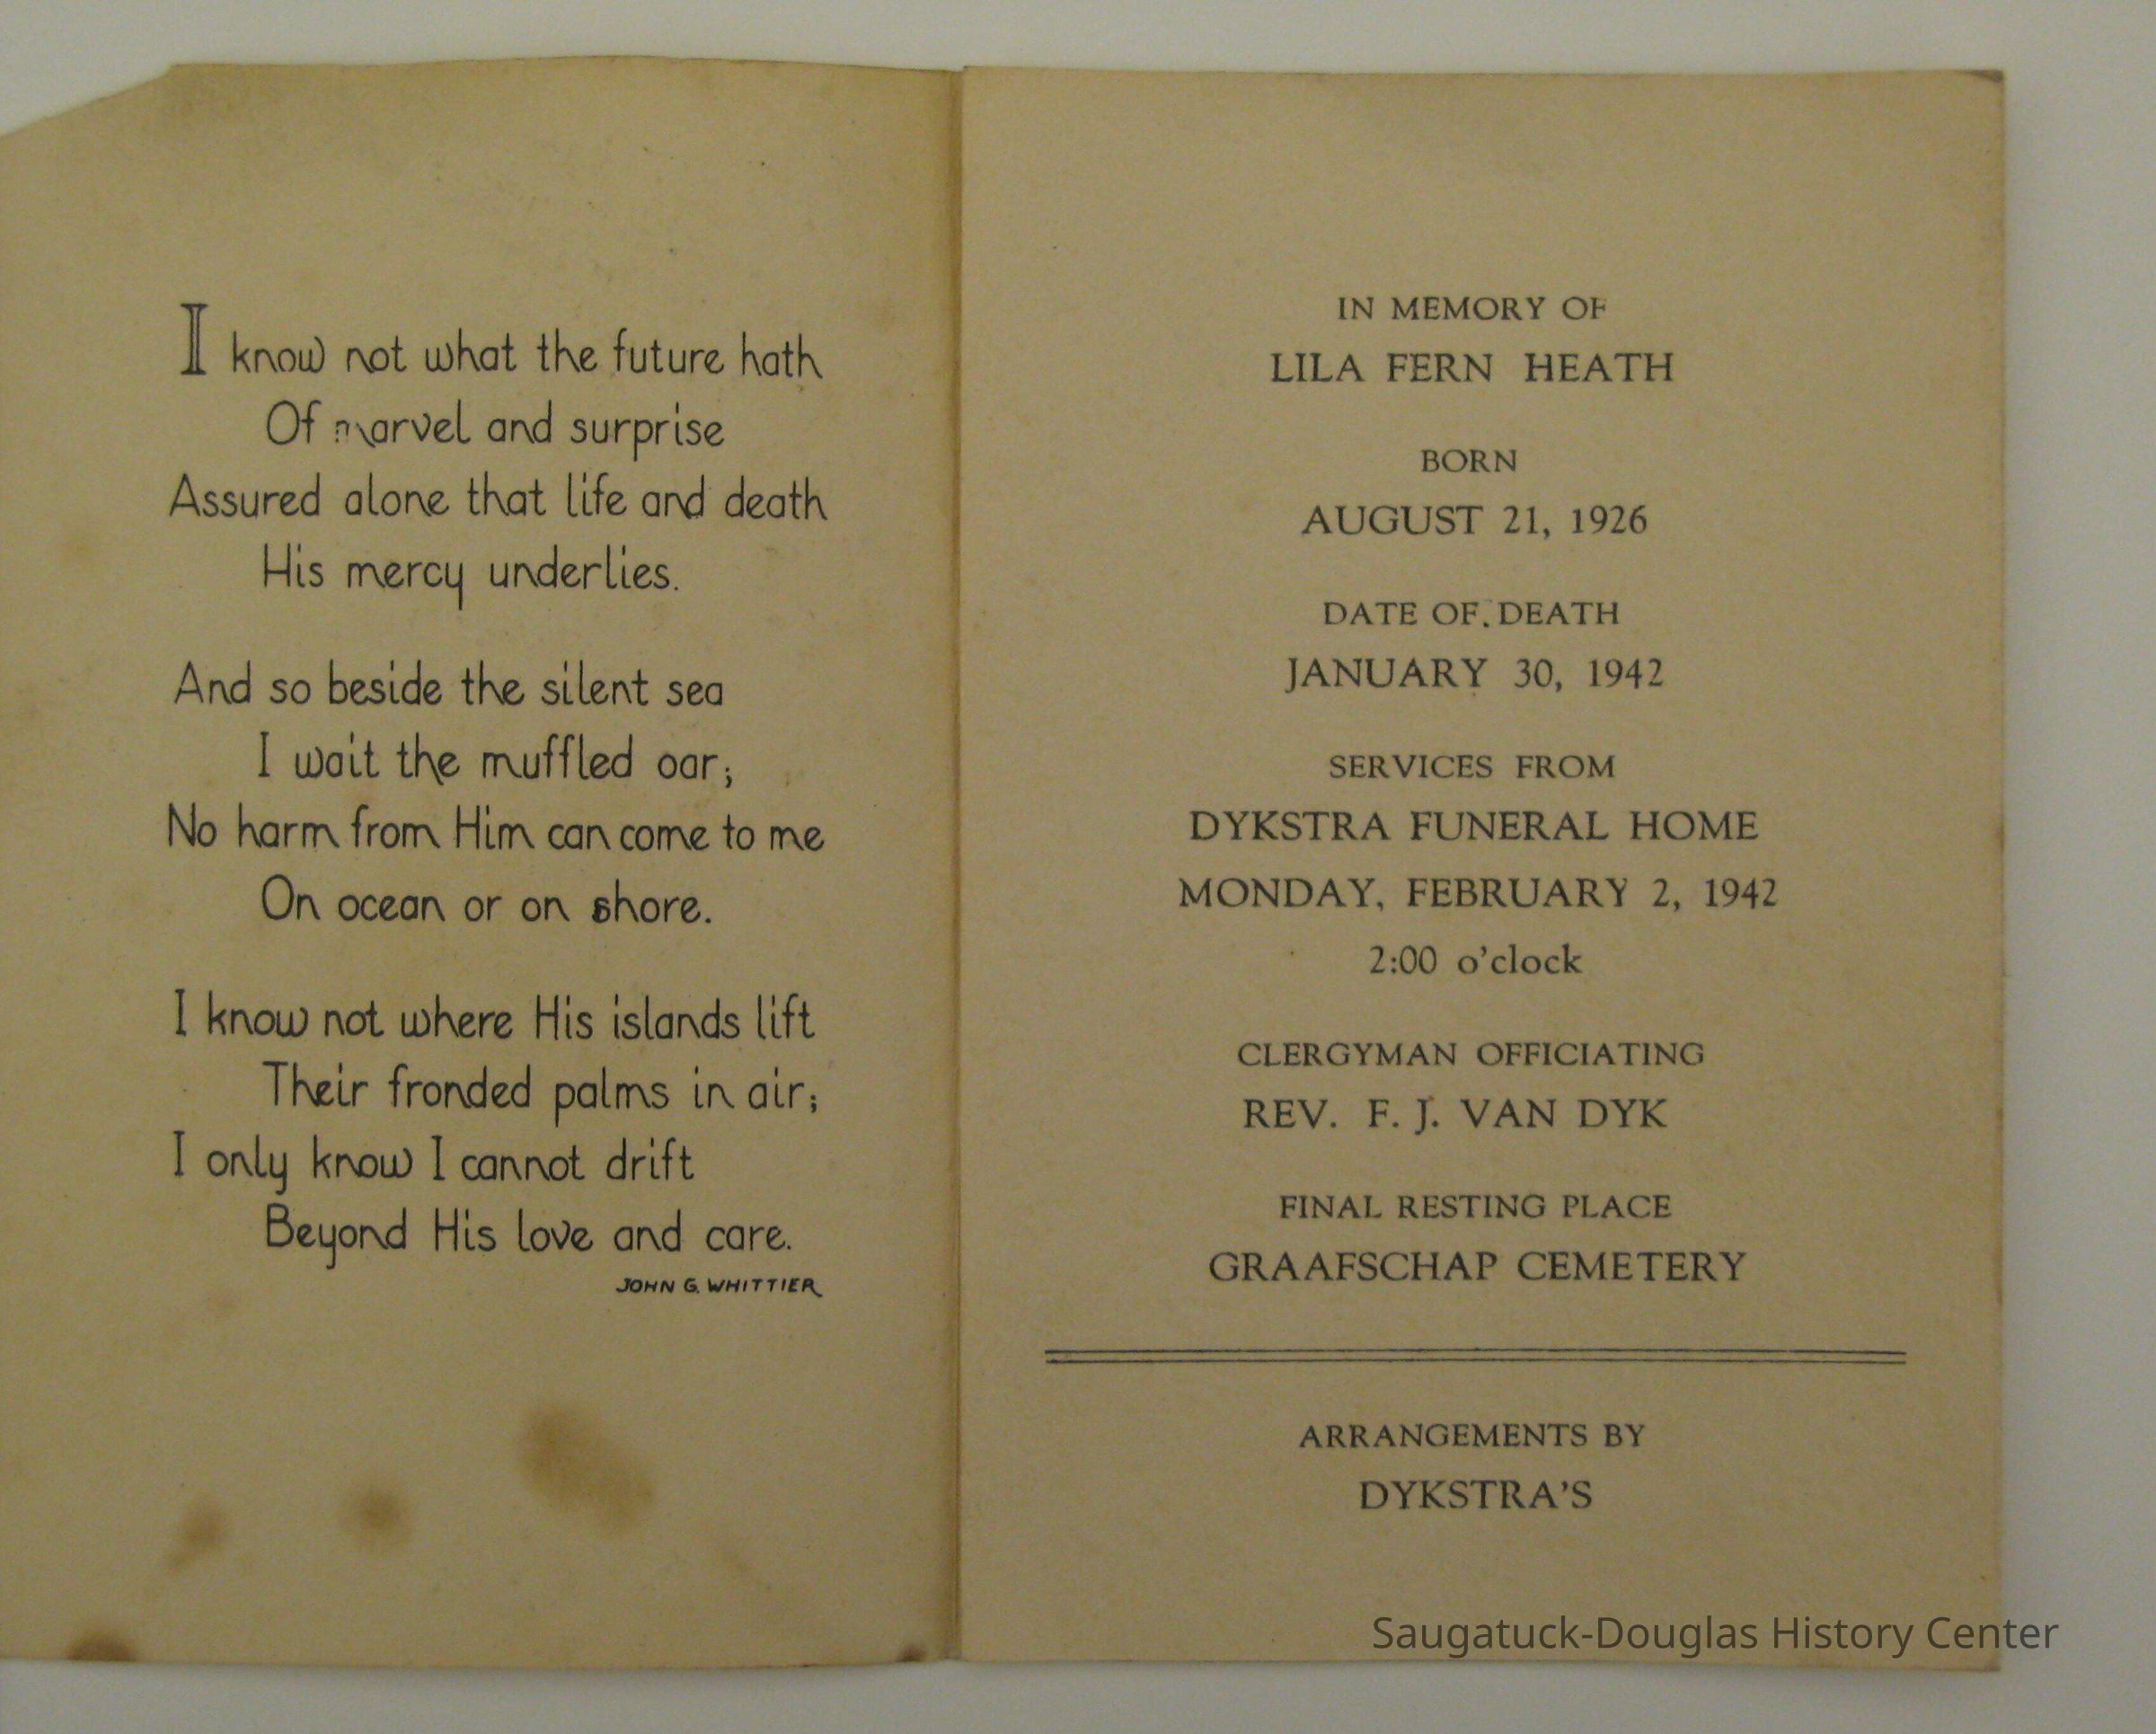 I know not what the future hath
Of marvel and surprise
Assured alone that life and death
His mercy underlies.
And so beside the silent sea
I wait the muffled oar;
No harm from Him can come to me
On ocean or on shore.
I know not where His islands lift
Their fronded palms in air;
I only know I cannot drift
Beyond His love and care.
JOHN G. WHITTIER
IN MEMORY OF
LILA FERN HEATH
BORN
AUGUST 21, 1926
DATE OF DEATH
JANUARY 30, 1942
SERVICES FROM
DYKSTRA FUNERAL HOME
MONDAY, FEBRUARY 2, 1942
2:00 o'clock
CLERGYMAN OFFICIATING
REV. F. J. VAN DYK
FINAL RESTING PLACE
GRAAFSCHAP CEMETERY
ARRANGEMENTS BY
DYKSTRA'S
Saugatuck-Douglas History Center